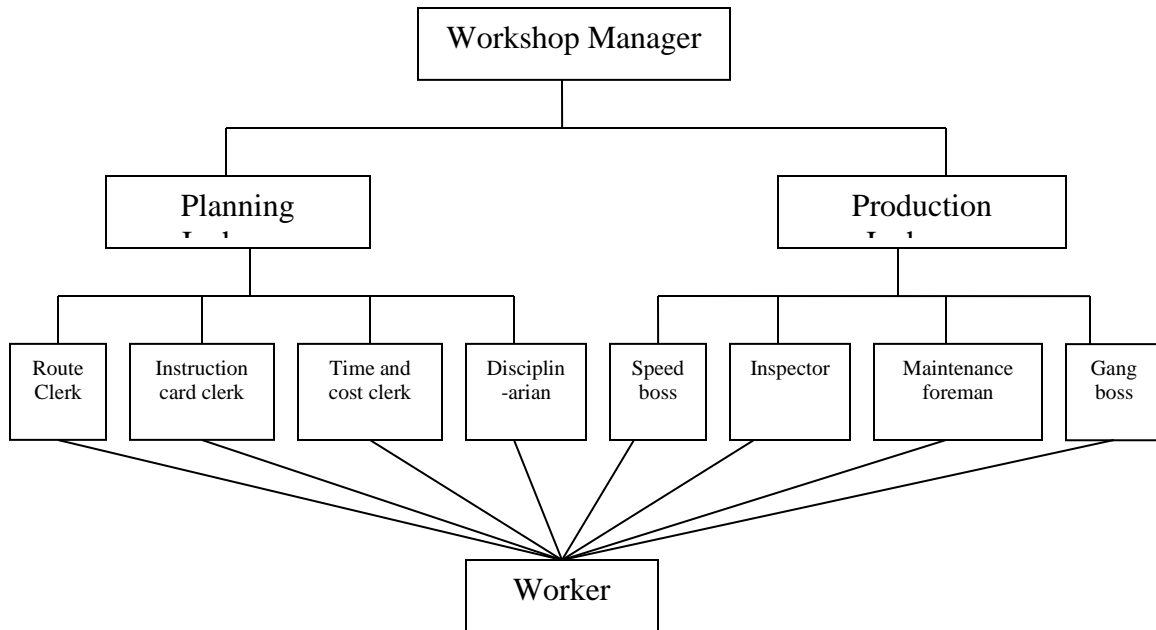 Workshop Manager
Planning
Production
Route
Clerk
Instruction
card clerk
Time and
cost clerk
Disciplin
-arian
Speed
boss
Inspector
Maintenance
foreman
Gang
boss
Worker